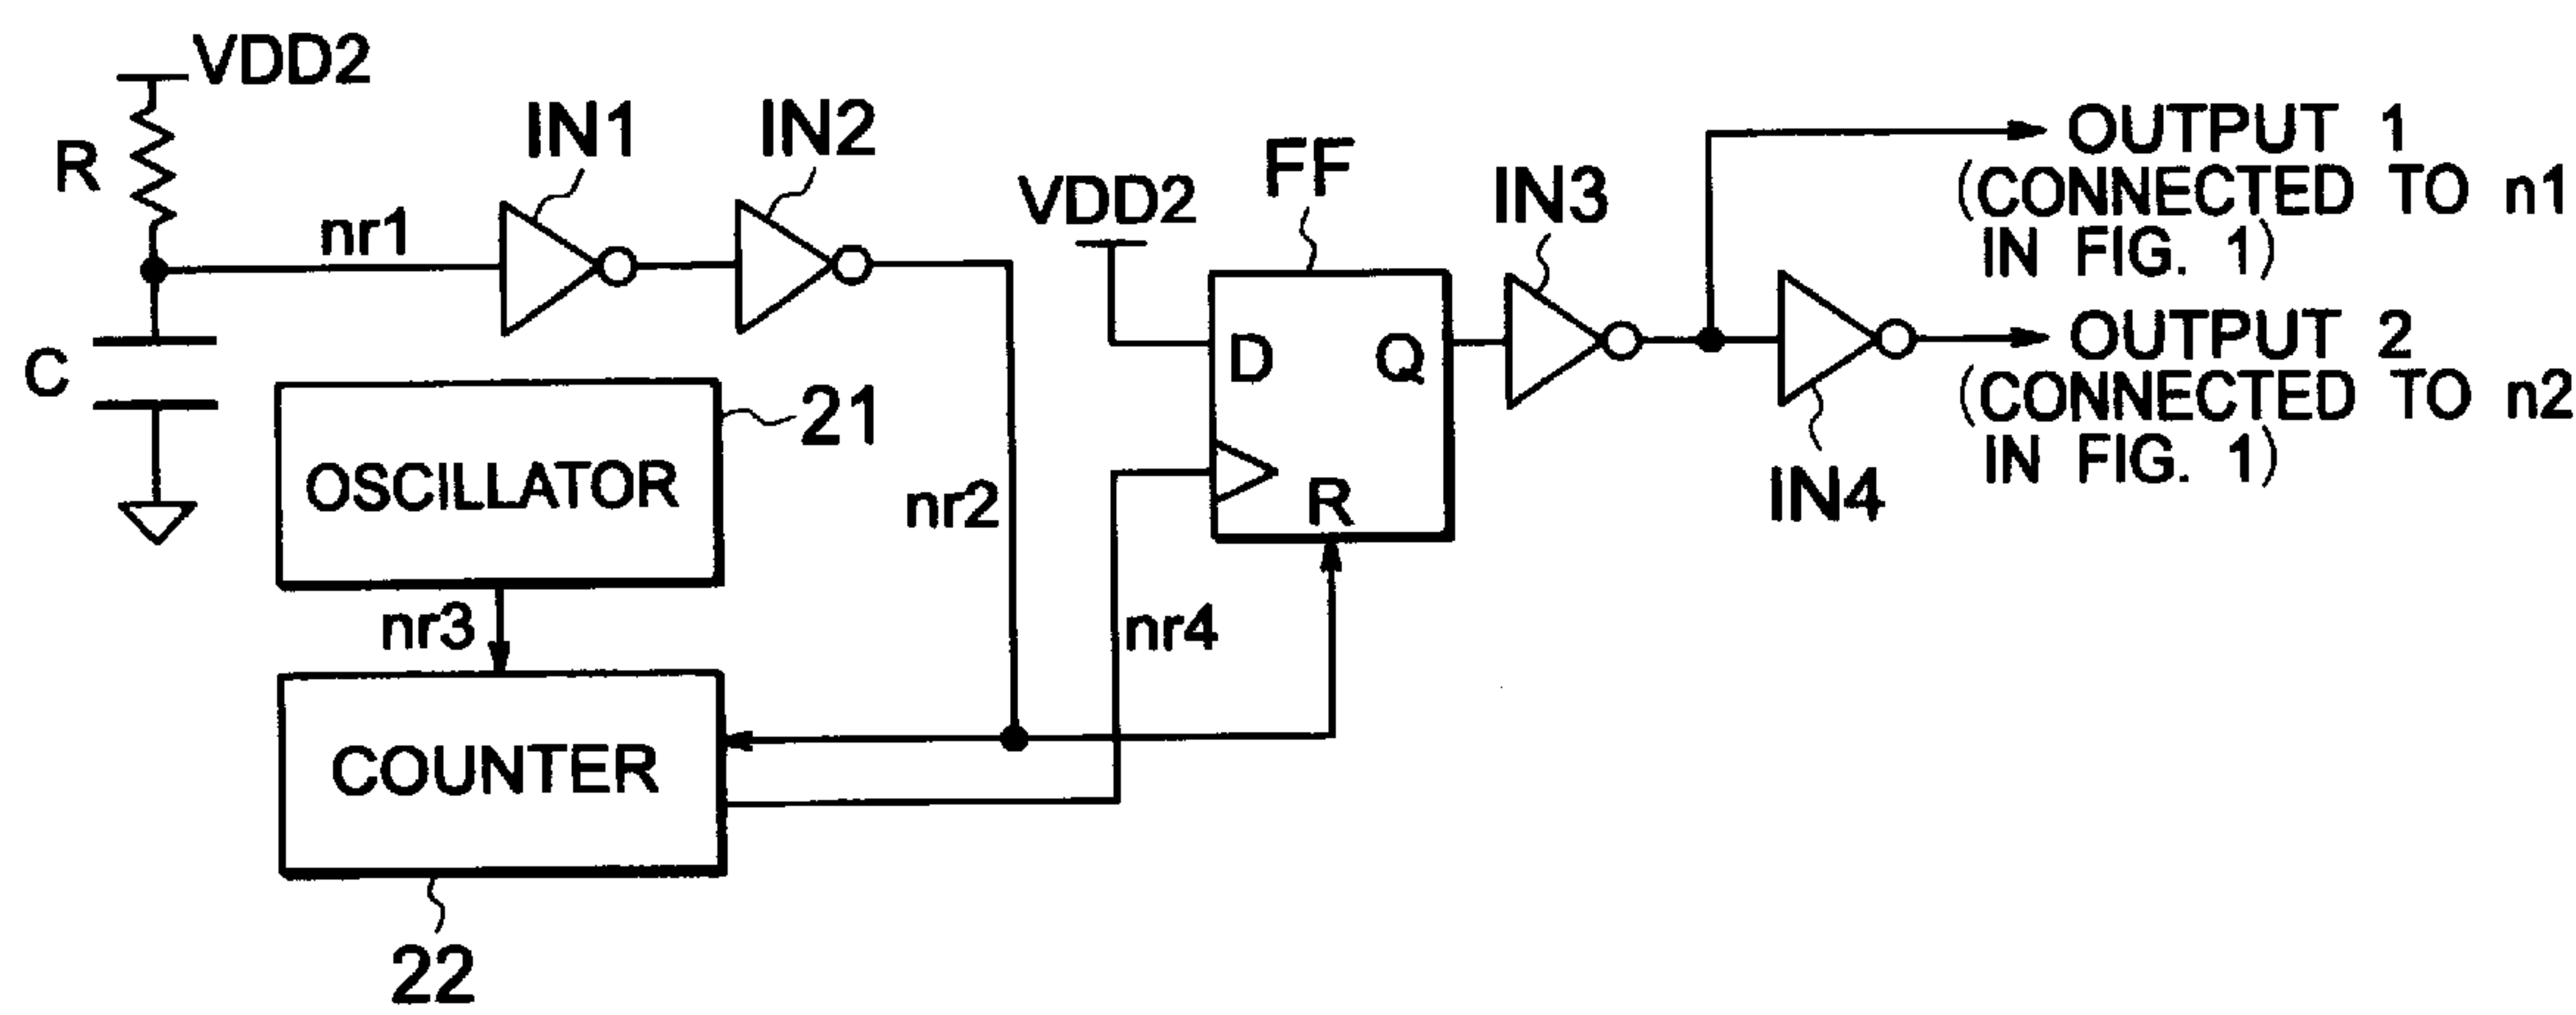 VDD2
R
IN1
IN2
nr1
C
OSCILLATOR
21
nr3
COUNTER
22
nr2
nr4
VDD2
FF
D
Q
R
IN3
IN4
OUTPUT 1
(CONNECTED TO n1
IN FIG. 1)
OUTPUT 2
(CONNECTED TO n2
IN FIG. 1)